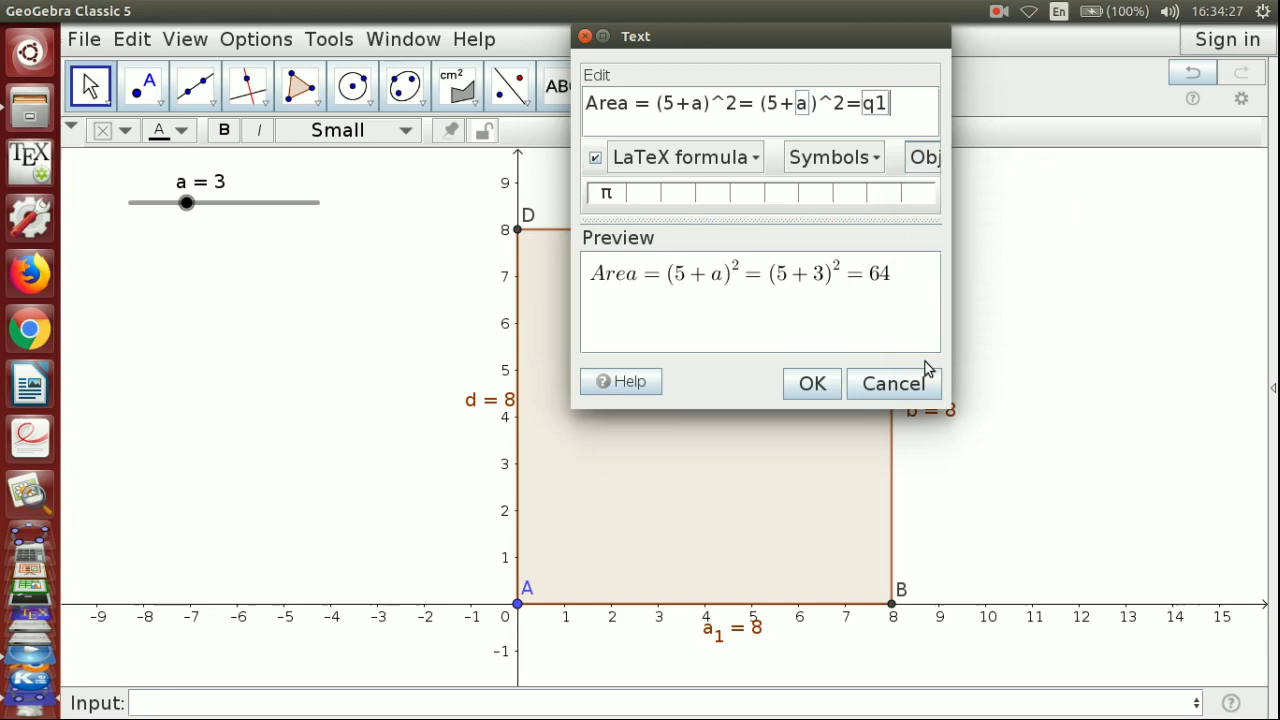 GeoGebra Classic 5
En (100%) 16:34:27
File Edit View Options Tools Window Help
Sign in
Text
Edit
Area = (5+a)^2= (5+a)^2=q1
LaTeX formula Symbols Obj
π
Preview
Area = (5 + a)² = (5 + 3)² = 64
Help OK Cancel
A B I Small
A cm² ABC
a = 3
D
d = 8
b = 8
A
B
a₁ = 8
9
8
7
6
5
4
3
2
1
-1
-9 -8 -7 -6 -5 -4 -3 -2 -1 0 1 2 3 4 5 6 7 8 9 10 11 12 13 14 15
Input: